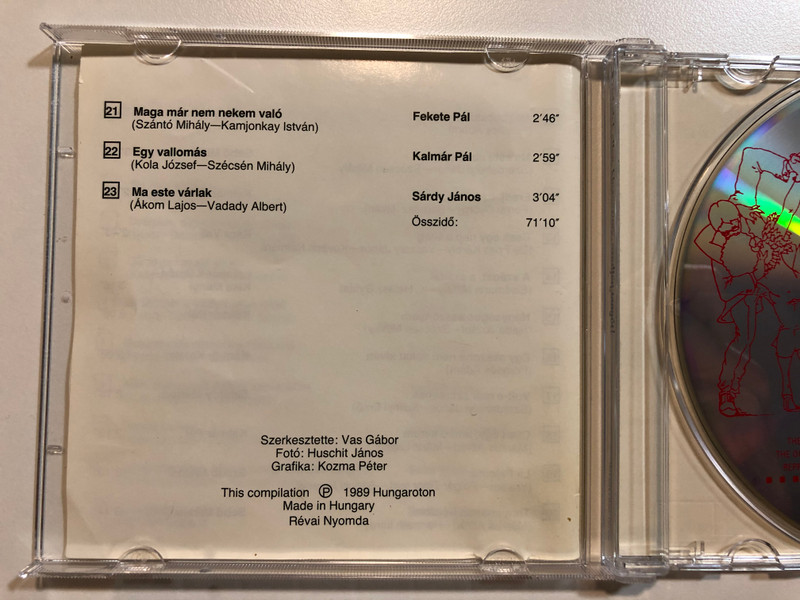 21 Maga már nem nekem való Fekete Pál 2′46″
(Szántó Mihály—Kamjonkay István)
22 Egy vallomás Kalmár Pál 2′59″
(Kola József—Szécsén Mihály)
23 Ma este várlak Sárdy János 3′04″
(Ákom Lajos—Vadady Albert) Összidő: 71′10″
Szerkesztette: Vas Gábor
Fotó: Huschit János
Grafika: Kozma Péter
This compilation Ⓟ 1989 Hungaroton
Made in Hungary
Révai Nyomda